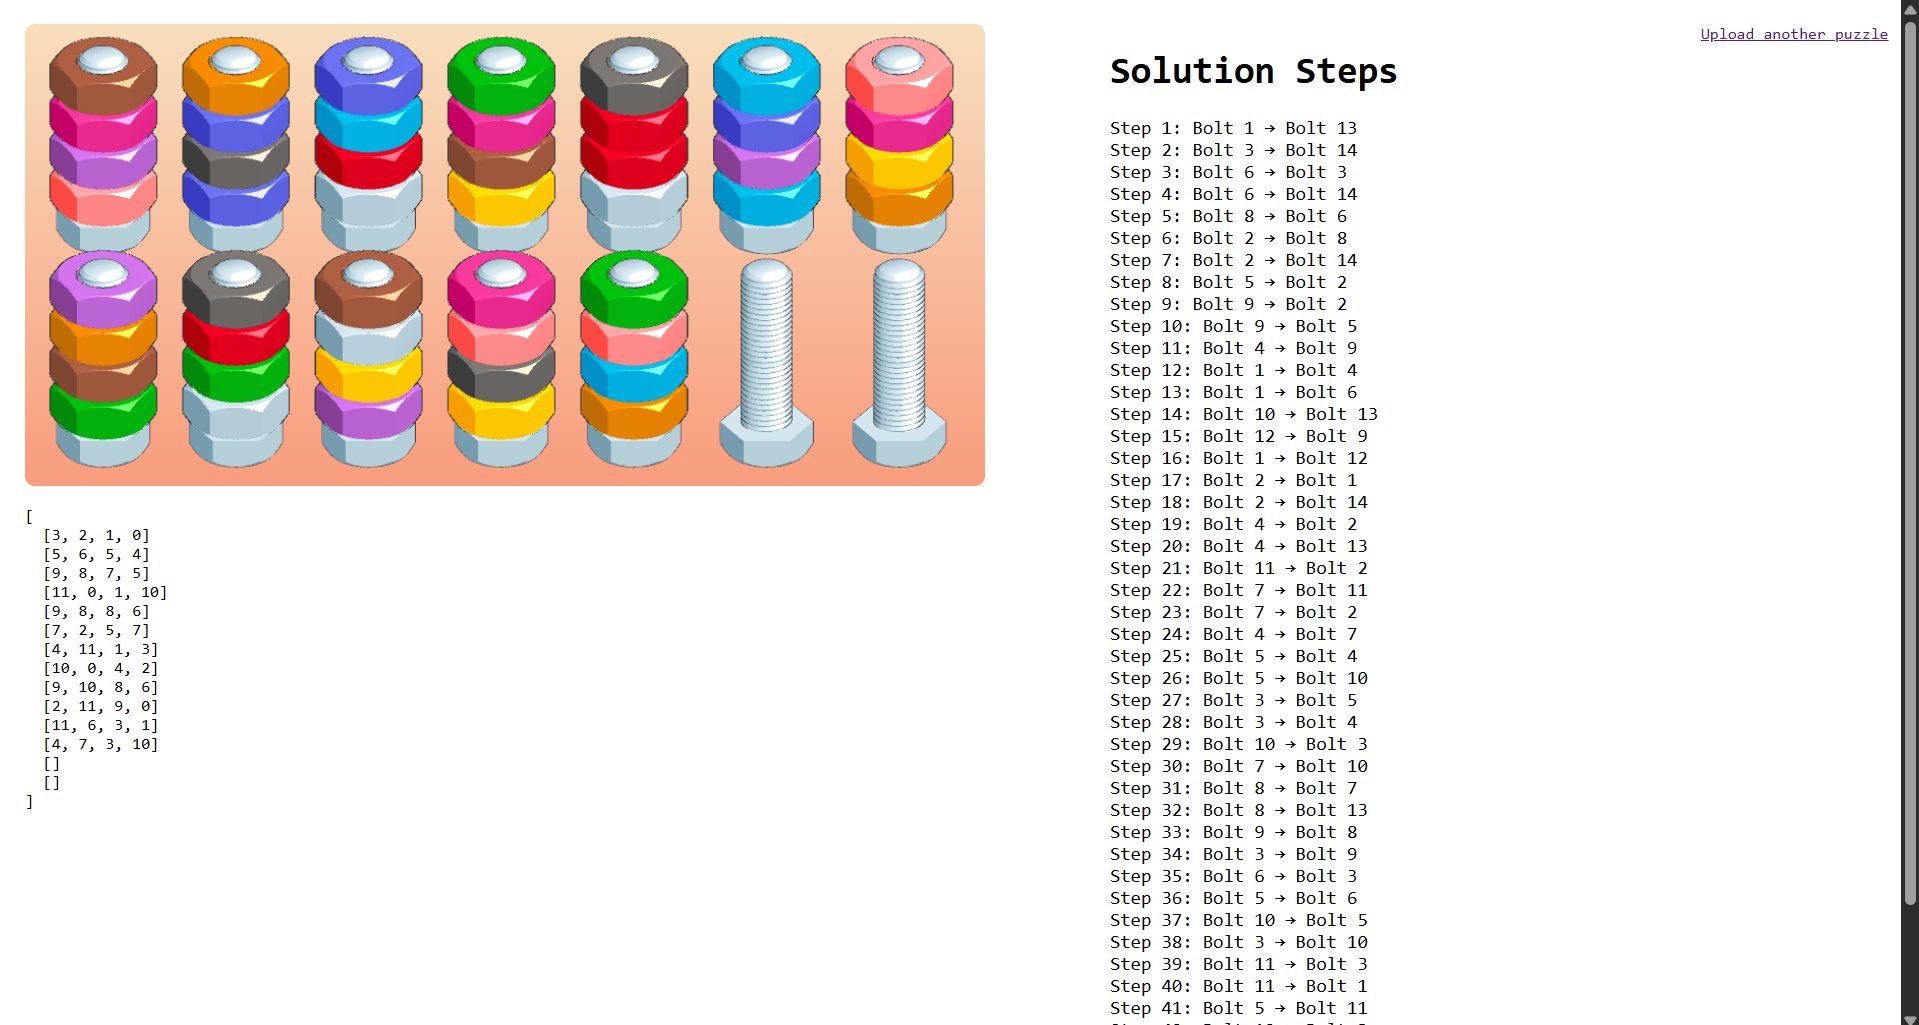 Upload another puzzle
[
[3, 2, 1, 0]
[5, 6, 5, 4]
[9, 8, 7, 5]
[11, 0, 1, 10]
[9, 8, 8, 6]
[7, 2, 5, 7]
[4, 11, 1, 3]
[10, 0, 4, 2]
[9, 10, 8, 6]
[2, 11, 9, 0]
[11, 6, 3, 1]
[4, 7, 3, 10]
[]
[]
]
Solution Steps
Step 1: Bolt 1 → Bolt 13
Step 2: Bolt 3 → Bolt 14
Step 3: Bolt 6 → Bolt 3
Step 4: Bolt 6 → Bolt 14
Step 5: Bolt 8 → Bolt 6
Step 6: Bolt 2 → Bolt 8
Step 7: Bolt 2 → Bolt 14
Step 8: Bolt 5 → Bolt 2
Step 9: Bolt 9 → Bolt 2
Step 10: Bolt 9 → Bolt 5
Step 11: Bolt 4 → Bolt 9
Step 12: Bolt 1 → Bolt 4
Step 13: Bolt 1 → Bolt 6
Step 14: Bolt 10 → Bolt 13
Step 15: Bolt 12 → Bolt 9
Step 16: Bolt 1 → Bolt 12
Step 17: Bolt 2 → Bolt 1
Step 18: Bolt 2 → Bolt 14
Step 19: Bolt 4 → Bolt 2
Step 20: Bolt 4 → Bolt 13
Step 21: Bolt 11 → Bolt 2
Step 22: Bolt 7 → Bolt 11
Step 23: Bolt 7 → Bolt 2
Step 24: Bolt 4 → Bolt 7
Step 25: Bolt 5 → Bolt 4
Step 26: Bolt 5 → Bolt 10
Step 27: Bolt 3 → Bolt 5
Step 28: Bolt 3 → Bolt 4
Step 29: Bolt 10 → Bolt 3
Step 30: Bolt 7 → Bolt 10
Step 31: Bolt 8 → Bolt 7
Step 32: Bolt 8 → Bolt 13
Step 33: Bolt 9 → Bolt 8
Step 34: Bolt 3 → Bolt 9
Step 35: Bolt 6 → Bolt 3
Step 36: Bolt 5 → Bolt 6
Step 37: Bolt 10 → Bolt 5
Step 38: Bolt 3 → Bolt 10
Step 39: Bolt 11 → Bolt 3
Step 40: Bolt 11 → Bolt 1
Step 41: Bolt 5 → Bolt 11